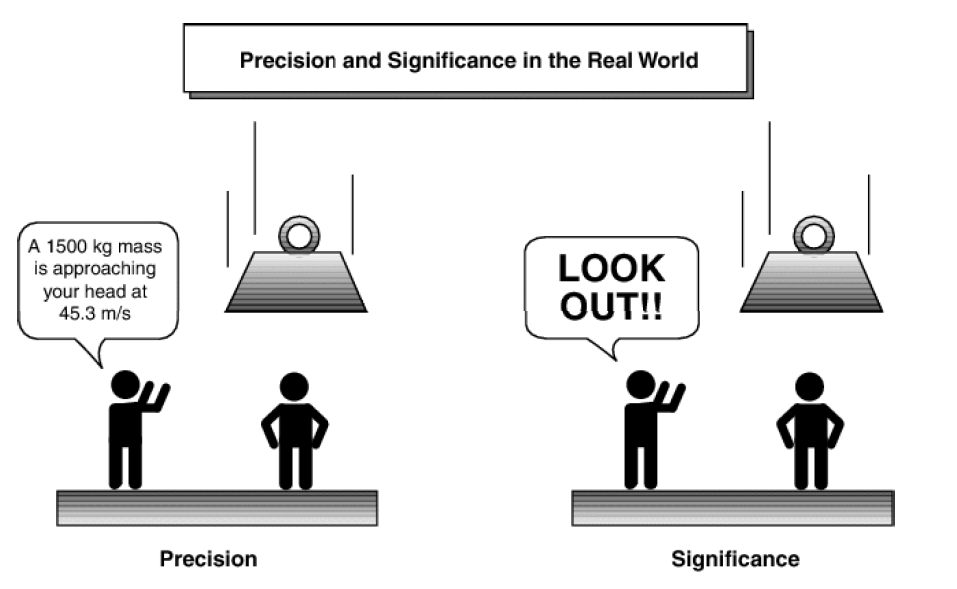 Precision and Significance in the Real World
A 1500 kg mass
is approaching
your head at
45.3 m/s
LOOK
OUT!!
Precision
Significance